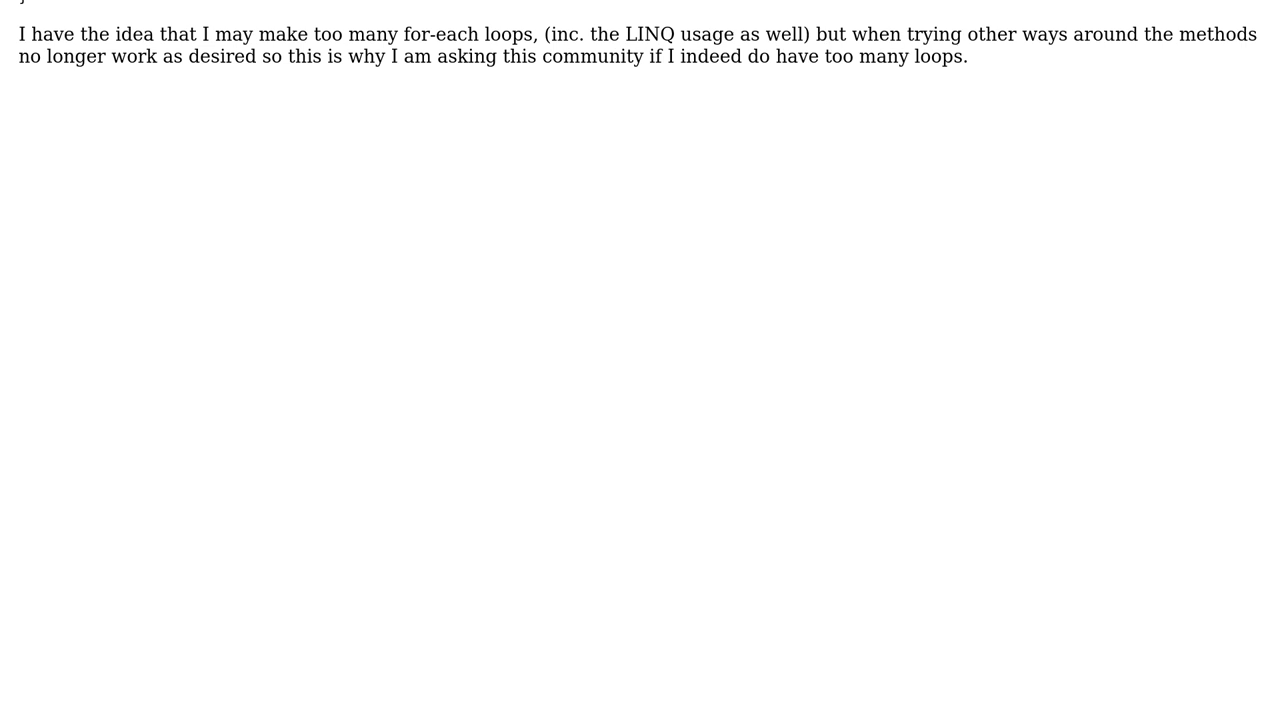 }
I have the idea that I may make too many for-each loops, (inc. the LINQ usage as well) but when trying other ways around the methods
no longer work as desired so this is why I am asking this community if I indeed do have too many loops.